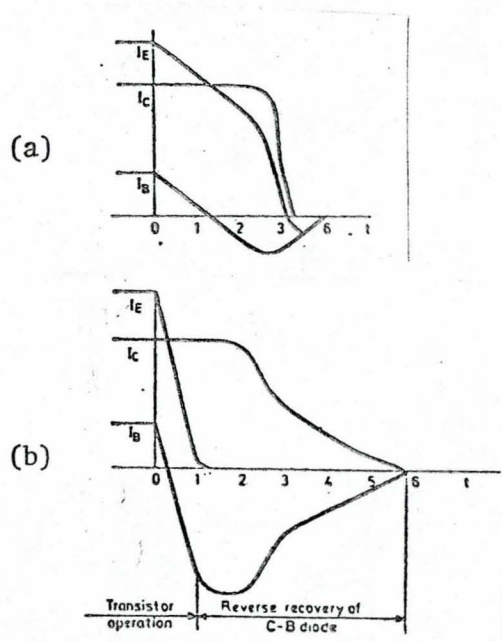 I_E
I_C
(a)
I_B
0 1 2 3 6 t
I_E
I_C
I_B
(b)
0 1 2 3 4 5 6 t
Transistor operation
Reverse recovery of C-B diode